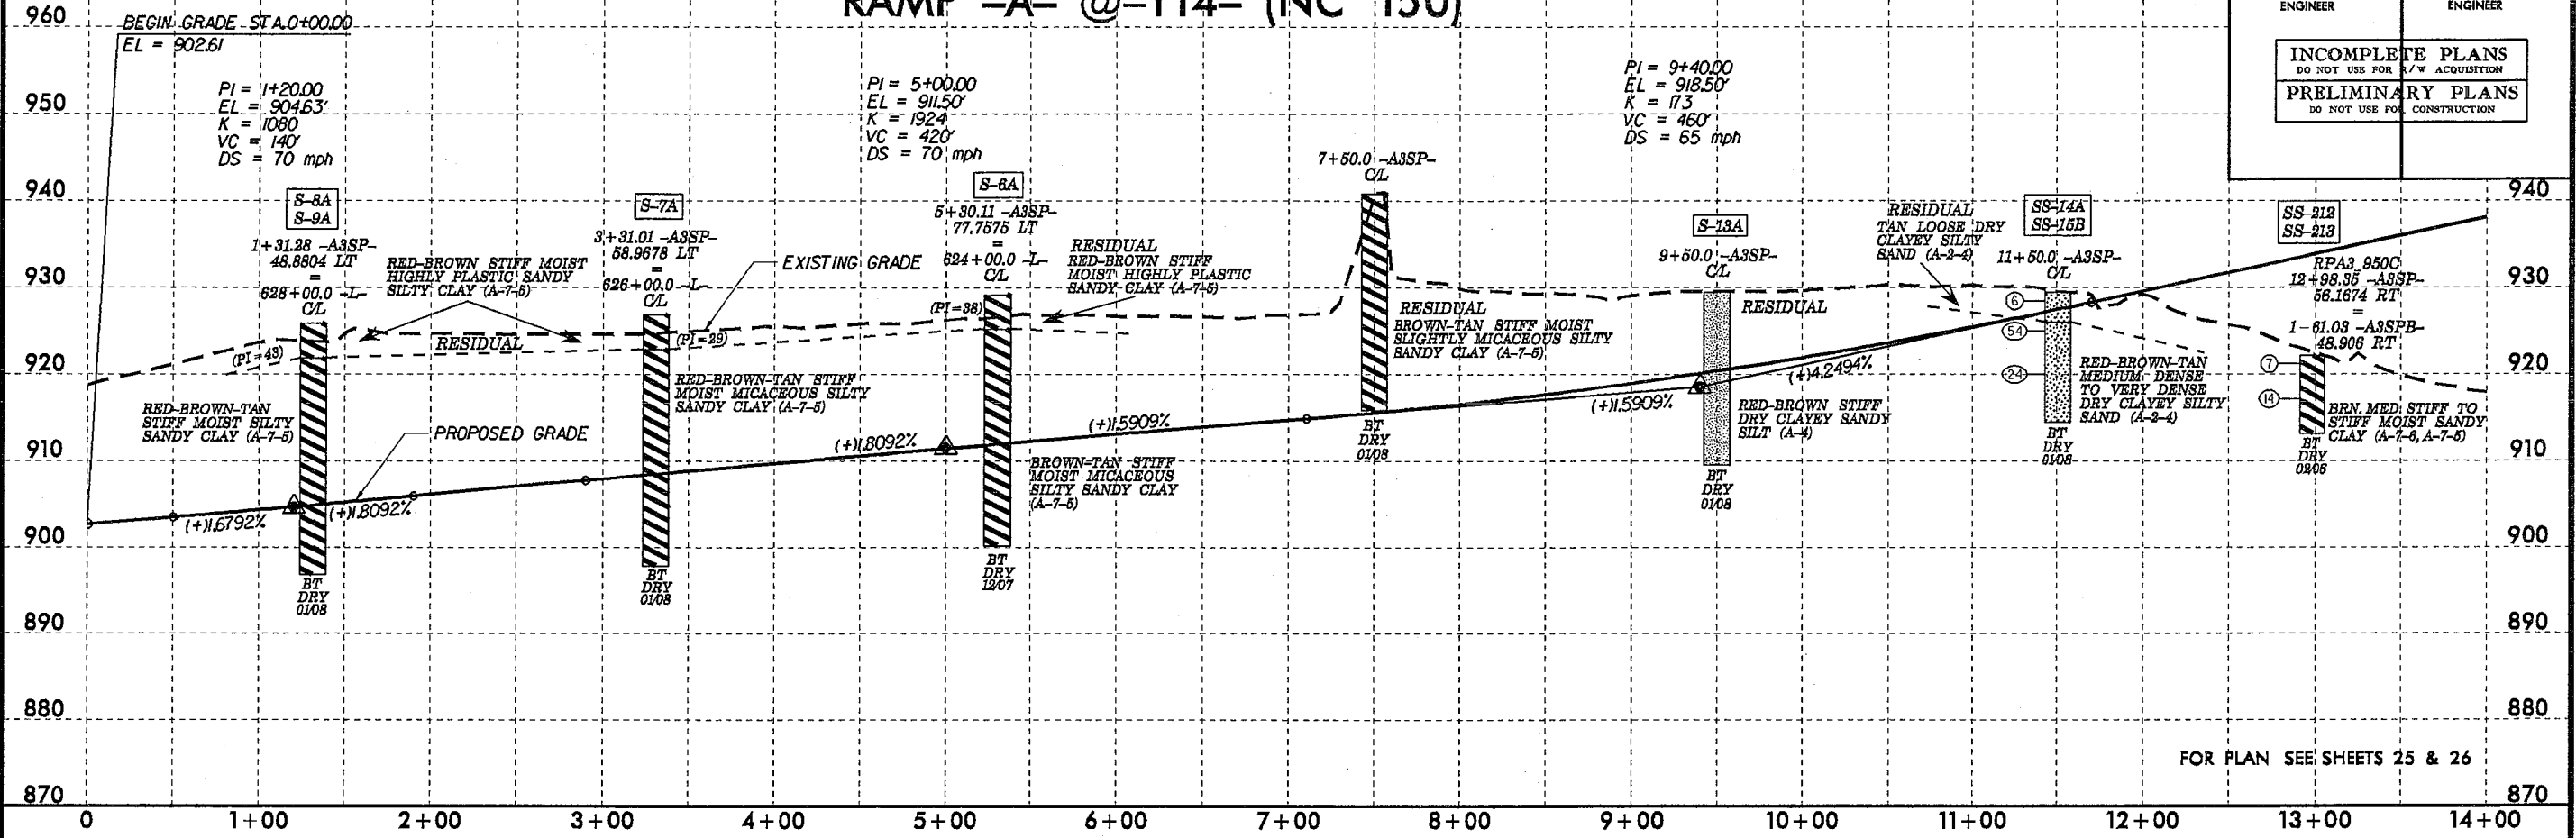 RAMP -A- @-Y14- (NC 150)
ENGINEER
ENGINEER
INCOMPLETE PLANS
DO NOT USE FOR R/W ACQUISITION
PRELIMINARY PLANS
DO NOT USE FOR CONSTRUCTION
960
950
940
930
920
910
900
890
880
870
BEGIN GRADE STA.0+00.00
EL = 902.61
PI = 1+20.00
EL = 904.63'
K = 1080
VC = 140'
DS = 70 mph
PI = 5+00.00
EL = 911.50'
K = 1924
VC = 420'
DS = 70 mph
PI = 9+40.00
EL = 918.50'
K = 173
VC = 460'
DS = 65 mph
S-8A
S-9A
1+31.28 -A3SP-
48.8804 LT
=
628+00.0 -L-
C/L
RED-BROWN STIFF MOIST
HIGHLY PLASTIC SANDY
SILTY CLAY (A-7-5)
(PI=43)
RESIDUAL
RED-BROWN-TAN
STIFF MOIST SILTY
SANDY CLAY (A-7-5)
PROPOSED GRADE
(+)1.6792%
(+)1.8092%
BT
DRY
01/08
S-7A
3+31.01 -A3SP-
58.9678 LT
=
626+00.0 -L-
C/L
EXISTING GRADE
(PI=29)
RED-BROWN-TAN STIFF
MOIST MICACEOUS SILTY
SANDY CLAY (A-7-5)
BT
DRY
01/08
S-6A
5+30.11 -A3SP-
77.7575 LT
=
624+00.0 -L-
C/L
(PI=38)
RESIDUAL
RED-BROWN STIFF
MOIST HIGHLY PLASTIC
SANDY CLAY (A-7-5)
(+)1.8092%
(+)1.5909%
BROWN-TAN STIFF
MOIST MICACEOUS
SILTY SANDY CLAY
(A-7-5)
BT
DRY
12/07
7+50.0 -A3SP-
C/L
RESIDUAL
BROWN-TAN STIFF MOIST
SLIGHTLY MICACEOUS SILTY
SANDY CLAY (A-7-5)
BT
DRY
01/08
S-13A
9+50.0 -A3SP-
C/L
RESIDUAL
(+)1.5909%
(+)4.2494%
RED-BROWN STIFF
DRY CLAYEY SANDY
SILT (A-4)
BT
DRY
01/08
RESIDUAL
TAN LOOSE DRY
CLAYEY SILTY
SAND (A-2-4)
SS-14A
SS-15B
11+50.0 -A3SP-
C/L
6
54
24
RED-BROWN-TAN
MEDIUM DENSE
TO VERY DENSE
DRY CLAYEY SILTY
SAND (A-2-4)
BT
DRY
01/08
SS-212
SS-213
RPA3_950C
12+98.35 -A3SP-
56.1674 RT
=
1-61.03 -A3SPB-
48.906 RT
7
14
BRN. MED. STIFF TO
STIFF MOIST SANDY
CLAY (A-7-6, A-7-5)
BT
DRY
02/06
940
930
920
910
900
890
880
870
FOR PLAN SEE SHEETS 25 & 26
0 1+00 2+00 3+00 4+00 5+00 6+00 7+00 8+00 9+00 10+00 11+00 12+00 13+00 14+00